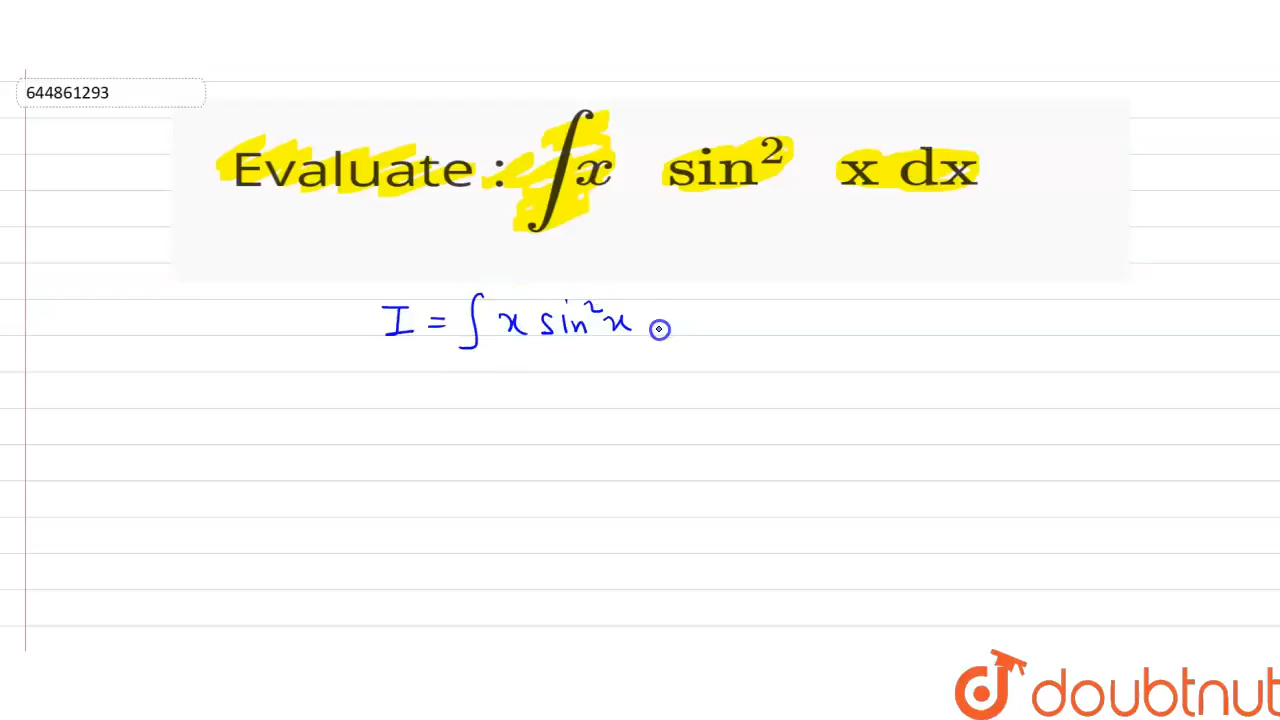 644861293
Evaluate : ∫x sin² x dx
I = ∫ x sin²x
doubtnut